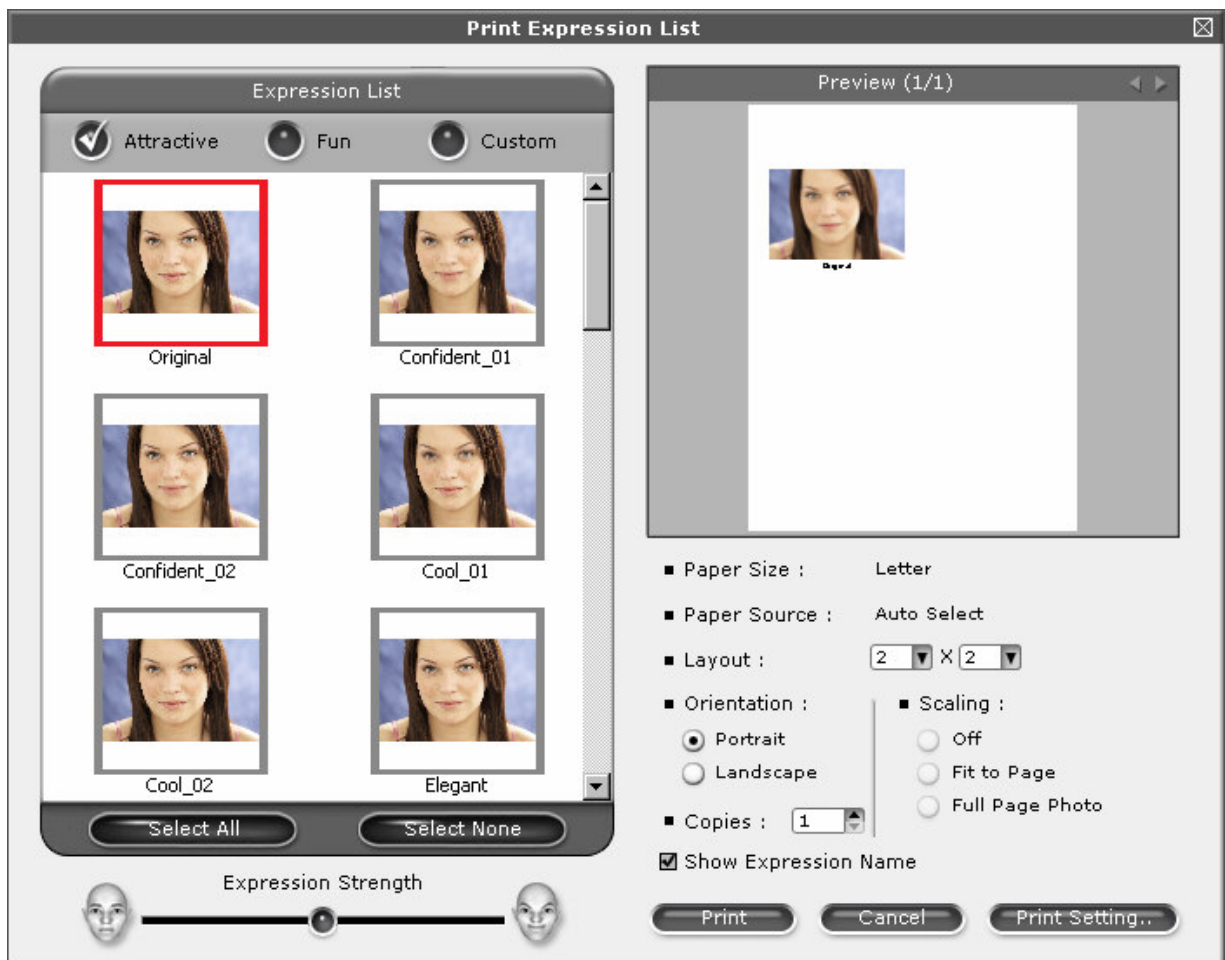 Print Expression List
Expression List
Attractive Fun Custom
Original Confident_01
Confident_02 Cool_01
Cool_02 Elegant
Select All Select None
Expression Strength
Preview (1/1)
Original
Paper Size : Letter
Paper Source : Auto Select
Layout : 2 X 2
Orientation : Scaling :
Portrait Off
Landscape Fit to Page
Full Page Photo
Copies : 1
Show Expression Name
Print Cancel Print Setting..